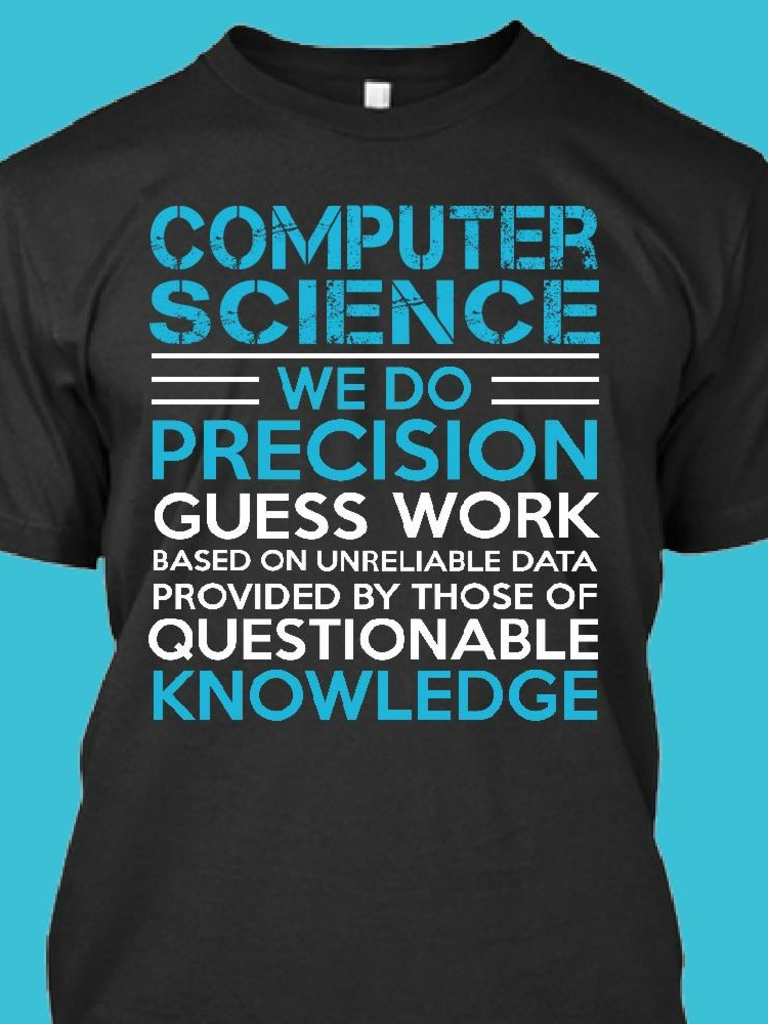 COMPUTER
SCIENCE
WE DO
PRECISION
GUESS WORK
BASED ON UNRELIABLE DATA
PROVIDED BY THOSE OF
QUESTIONABLE
KNOWLEDGE